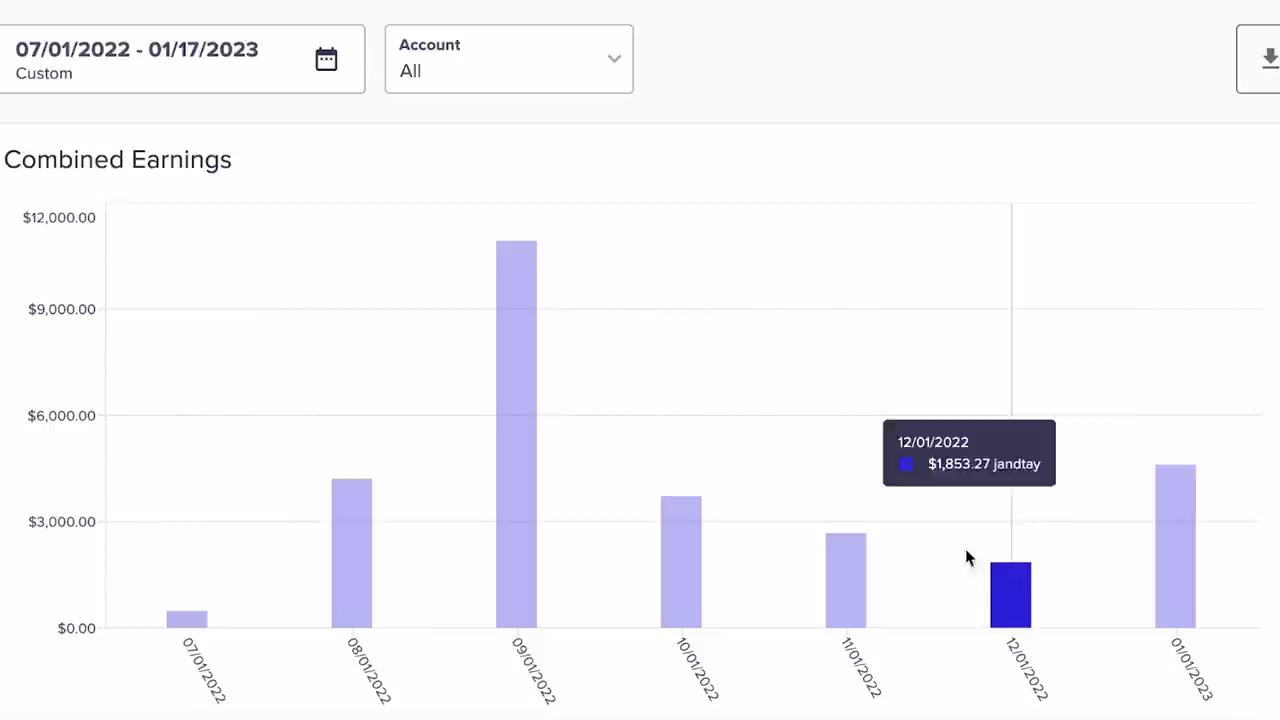 07/01/2022 - 01/17/2023
Custom
Account
All
Combined Earnings
$12,000.00
$9,000.00
$6,000.00
$3,000.00
$0.00
12/01/2022
$1,853.27 jandtay
07/01/2022
08/01/2022
09/01/2022
10/01/2022
11/01/2022
12/01/2022
01/01/2023